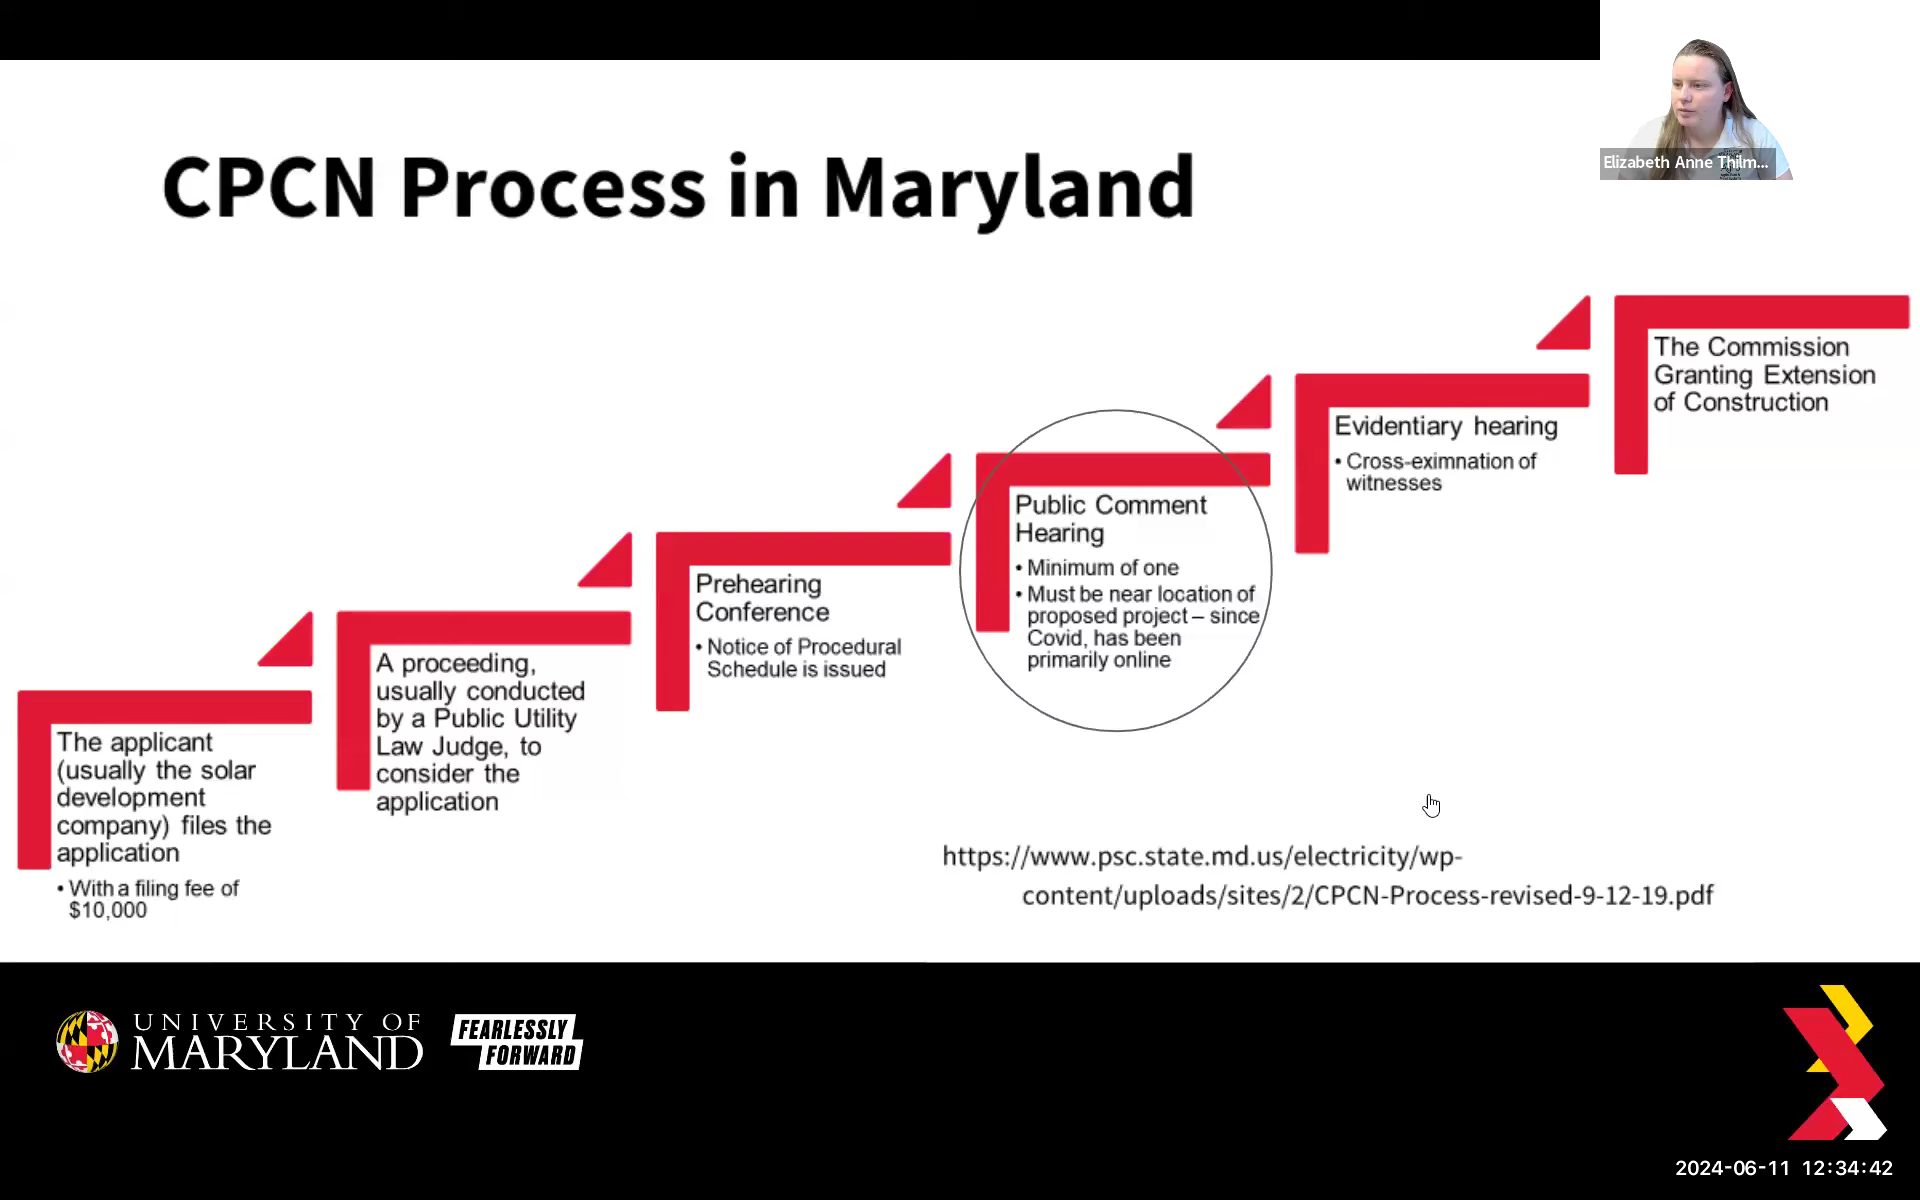 CPCN Process in Maryland
Elizabeth Anne Thilm...
The applicant
(usually the solar
development
company) files the
application
• With a filing fee of
$10,000
A proceeding,
usually conducted
by a Public Utility
Law Judge, to
consider the
application
Prehearing
Conference
• Notice of Procedural
Schedule is issued
Public Comment
Hearing
• Minimum of one
• Must be near location of
proposed project – since
Covid, has been
primarily online
Evidentiary hearing
• Cross-eximnation of
witnesses
The Commission
Granting Extension
of Construction
https://www.psc.state.md.us/electricity/wp-
content/uploads/sites/2/CPCN-Process-revised-9-12-19.pdf
UNIVERSITY OF
MARYLAND
FEARLESSLY
FORWARD
2024-06-11 12:34:42